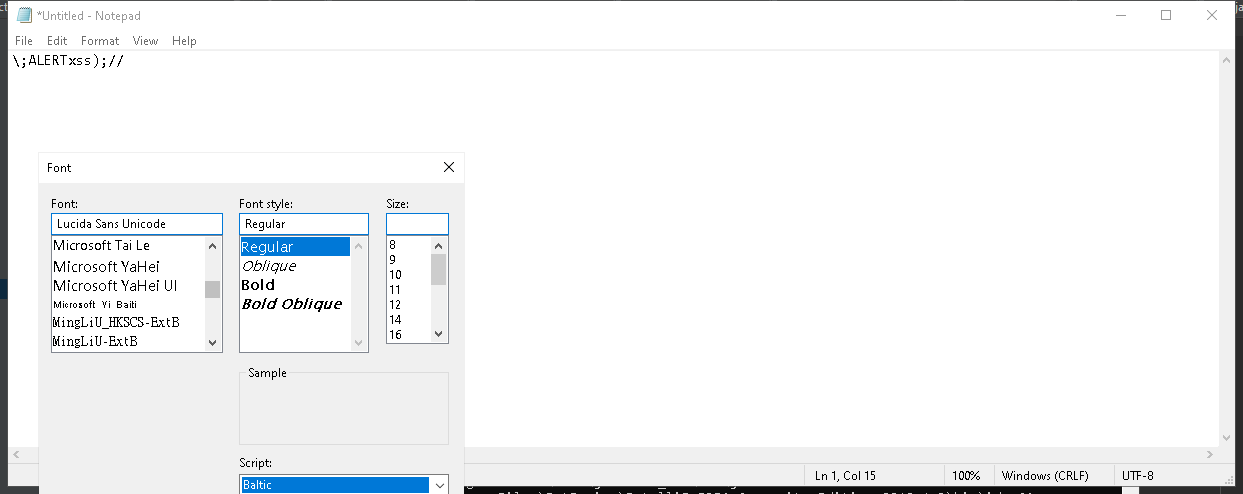 *Untitled - Notepad
File Edit Format View Help
\;ALERTxss);//
Font
Font: Font style: Size:
Lucida Sans Unicode Regular
Microsoft Tai Le Regular 8
Microsoft YaHei Oblique 9
Microsoft YaHei UI Bold 10
Microsoft Yi Baiti Bold Oblique 11
MingLiU_HKSCS-ExtB 12
MingLiU-ExtB 14
16
Sample
Script:
Baltic
Ln 1, Col 15 100% Windows (CRLF) UTF-8